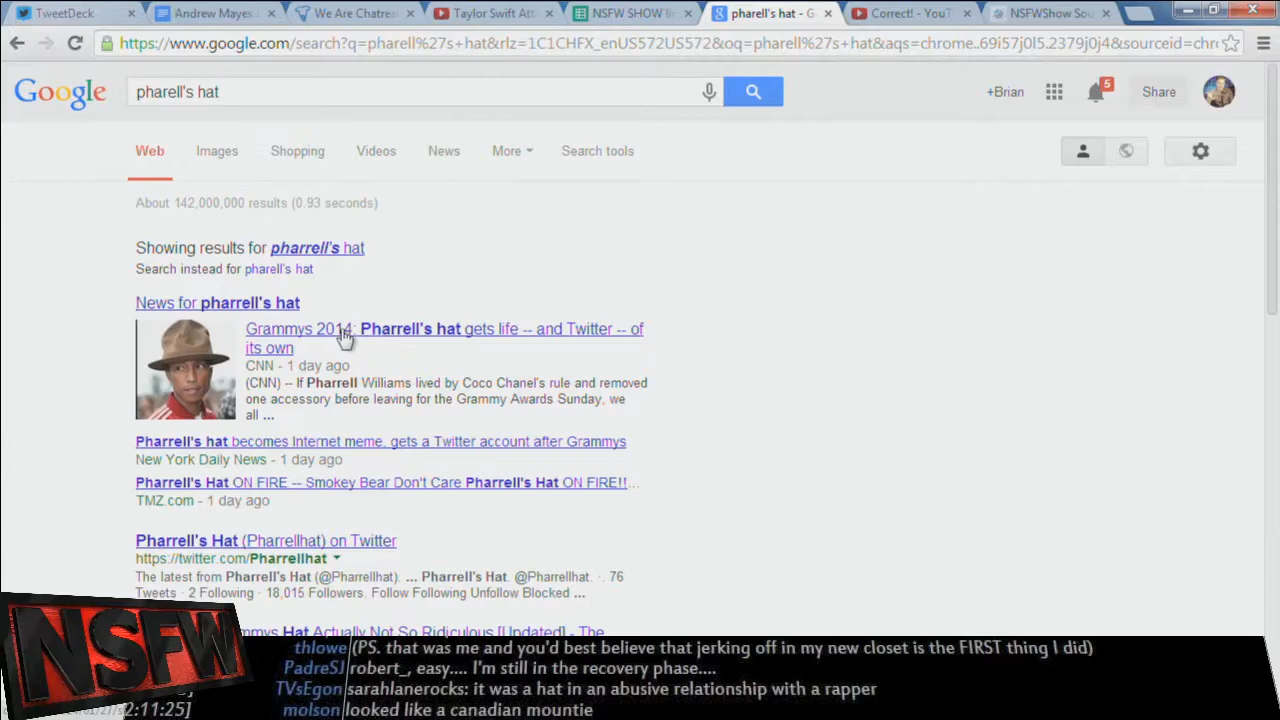 TweetDeck
Andrew Mayes
We Are Chatrea
Taylor Swift Att
NSFW SHOW li
pharell's hat - G
Correct! - YouT
NSFWShow Sou
https://www.google.com/search?q=pharell%27s+hat&rlz=1C1CHFX_enUS572US572&oq=pharell%27s+hat&aqs=chrome..69i57j0l5.2379j0j4&sourceid=chr
Google
pharell's hat
+Brian
5
Share
Web
Images
Shopping
Videos
News
More
Search tools
About 142,000,000 results (0.93 seconds)
Showing results for pharrell's hat
Search instead for pharell's hat
News for pharrell's hat
Grammys 2014: Pharrell's hat gets life -- and Twitter -- of
its own
CNN - 1 day ago
(CNN) -- If Pharrell Williams lived by Coco Chanel's rule and removed
one accessory before leaving for the Grammy Awards Sunday, we
all ...
Pharrell's hat becomes Internet meme, gets a Twitter account after Grammys
New York Daily News - 1 day ago
Pharrell's Hat ON FIRE -- Smokey Bear Don't Care Pharrell's Hat ON FIRE!!...
TMZ.com - 1 day ago
Pharrell's Hat (Pharrellhat) on Twitter
https://twitter.com/Pharrellhat
The latest from Pharrell's Hat (@Pharrellhat). ... Pharrell's Hat. @Pharrellhat. ·. 76
Tweets · 2 Following · 18,015 Followers. Follow Following Unfollow Blocked ...
Hat Actually Not So Ridiculous [Updated] - The
NSFW
thlowe (PS. that was me and you'd best believe that jerking off in my new closet is the FIRST thing I did)
PadreSJ robert_, easy.... I'm still in the recovery phase....
TVsEgon sarahlanerocks: it was a hat in an abusive relationship with a rapper
2:11:25] molson looked like a canadian mountie